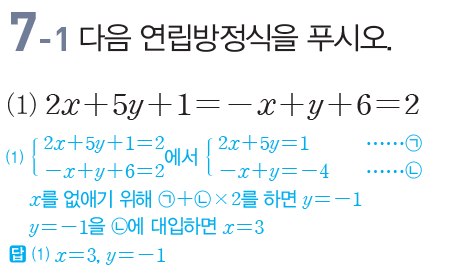 7-1 다음 연립방정식을 푸시오.
(1) 2x+5y+1=-x+y+6=2
(1) { 2x+5y+1=2 -x+y+6=2 에서 { 2x+5y=1 ……㉠ -x+y=-4 ……㉡
x를 없애기 위해 ㉠+㉡×2를 하면 y=-1
y=-1을 ㉡에 대입하면 x=3
답 (1) x=3, y=-1